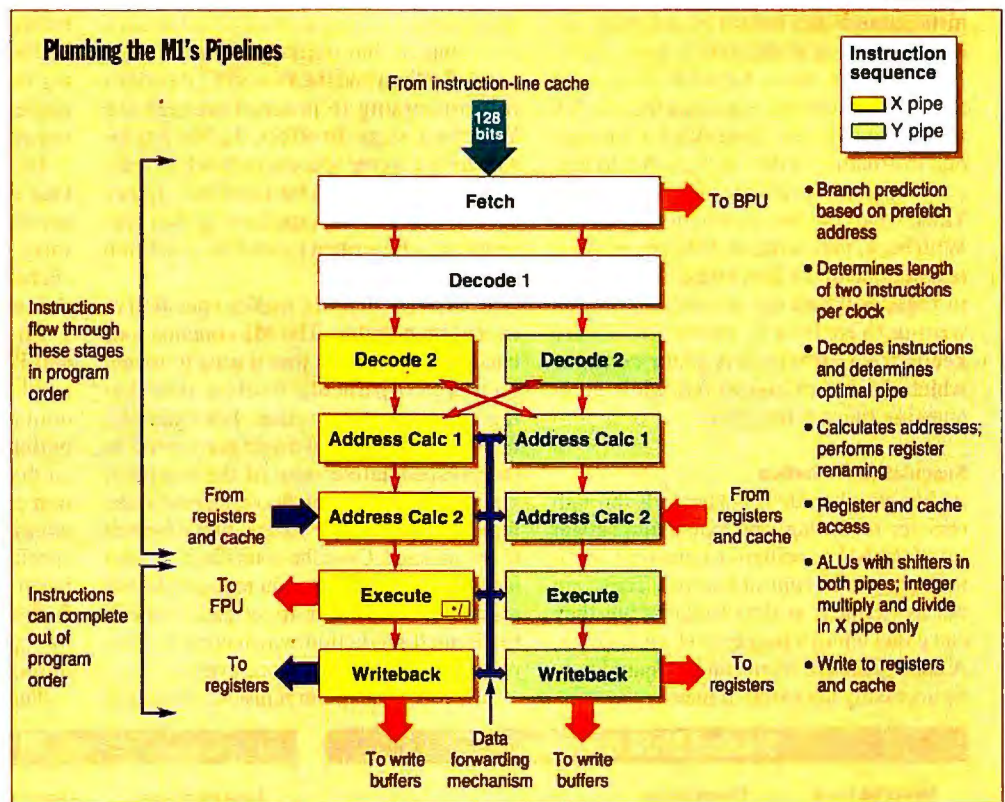 Plumbing the M1's Pipelines
Instruction
sequence
X pipe
Y pipe
From instruction-line cache
128
bits
Fetch
To BPU
Decode 1
Decode 2
Decode 2
Address Calc 1
Address Calc 1
From
registers
and cache
Address Calc 2
Address Calc 2
From
registers
and cache
To
FPU
Execute
*/
Execute
To
registers
Writeback
Writeback
To
registers
To write
buffers
Data
forwarding
mechanism
To write
buffers
Instructions
flow through
these stages
in program
order
Instructions
can complete
out of
program
order
• Branch prediction
based on prefetch
address
• Determines length
of two instructions
per clock
• Decodes instructions
and determines
optimal pipe
• Calculates addresses;
performs register
renaming
• Register and cache
access
• ALUs with shifters in
both pipes; integer
multiply and divide
in X pipe only
• Write to registers
and cache